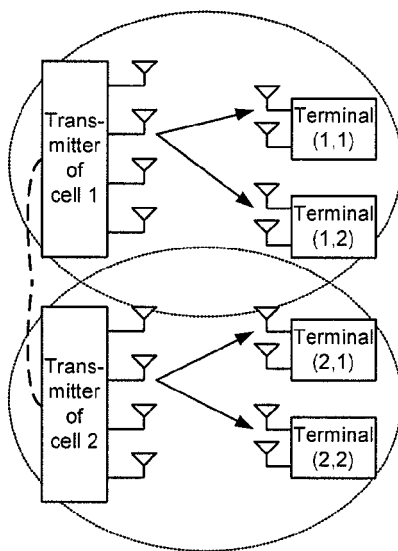 Trans-
mitter
of
cell 1
Terminal
(1,1)
Terminal
(1,2)
Trans-
mitter
of
cell 2
Terminal
(2,1)
Terminal
(2,2)